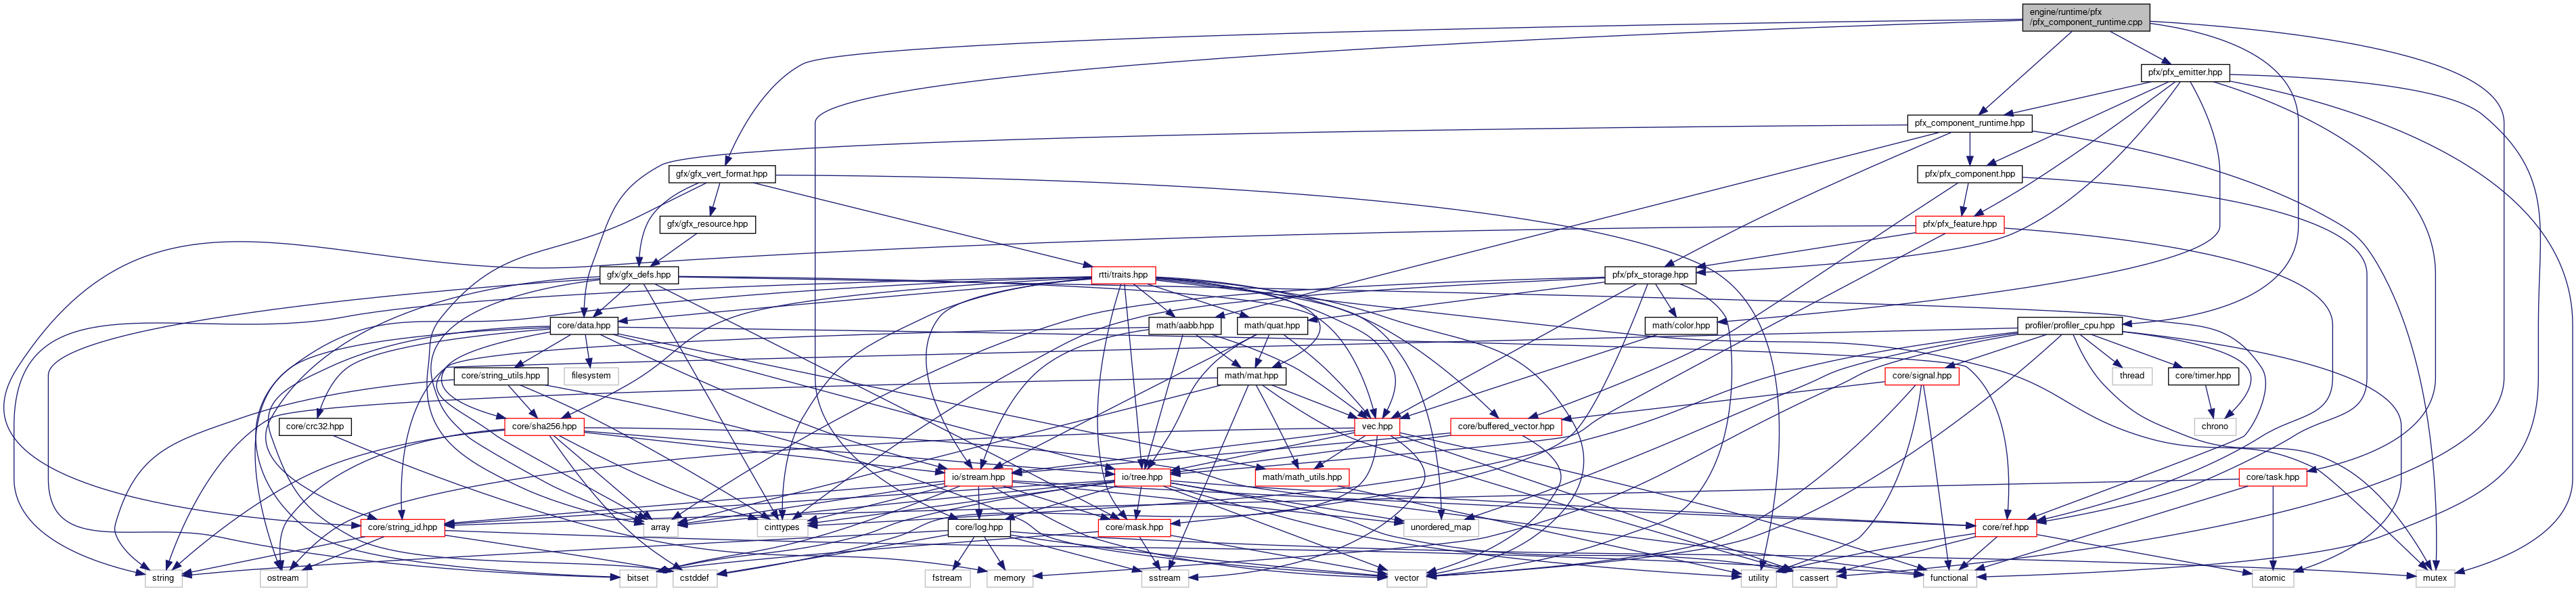 engine/runtime/pfx
/pfx_component_runtime.cpp
pfx/pfx_emitter.hpp
pfx_component_runtime.hpp
gfx/gfx_vert_format.hpp
pfx/pfx_component.hpp
gfx/gfx_resource.hpp
pfx/pfx_feature.hpp
gfx/gfx_defs.hpp
rtti/traits.hpp
pfx/pfx_storage.hpp
core/data.hpp
math/aabb.hpp
math/quat.hpp
math/color.hpp
profiler/profiler_cpu.hpp
core/string_utils.hpp
filesystem
math/mat.hpp
core/signal.hpp
thread
core/timer.hpp
core/crc32.hpp
core/sha256.hpp
vec.hpp
core/buffered_vector.hpp
chrono
io/stream.hpp
io/tree.hpp
math/math_utils.hpp
core/task.hpp
core/string_id.hpp
array
cinttypes
core/log.hpp
core/mask.hpp
unordered_map
core/ref.hpp
string
ostream
bitset
cstddef
fstream
memory
sstream
vector
utility
cassert
functional
atomic
mutex